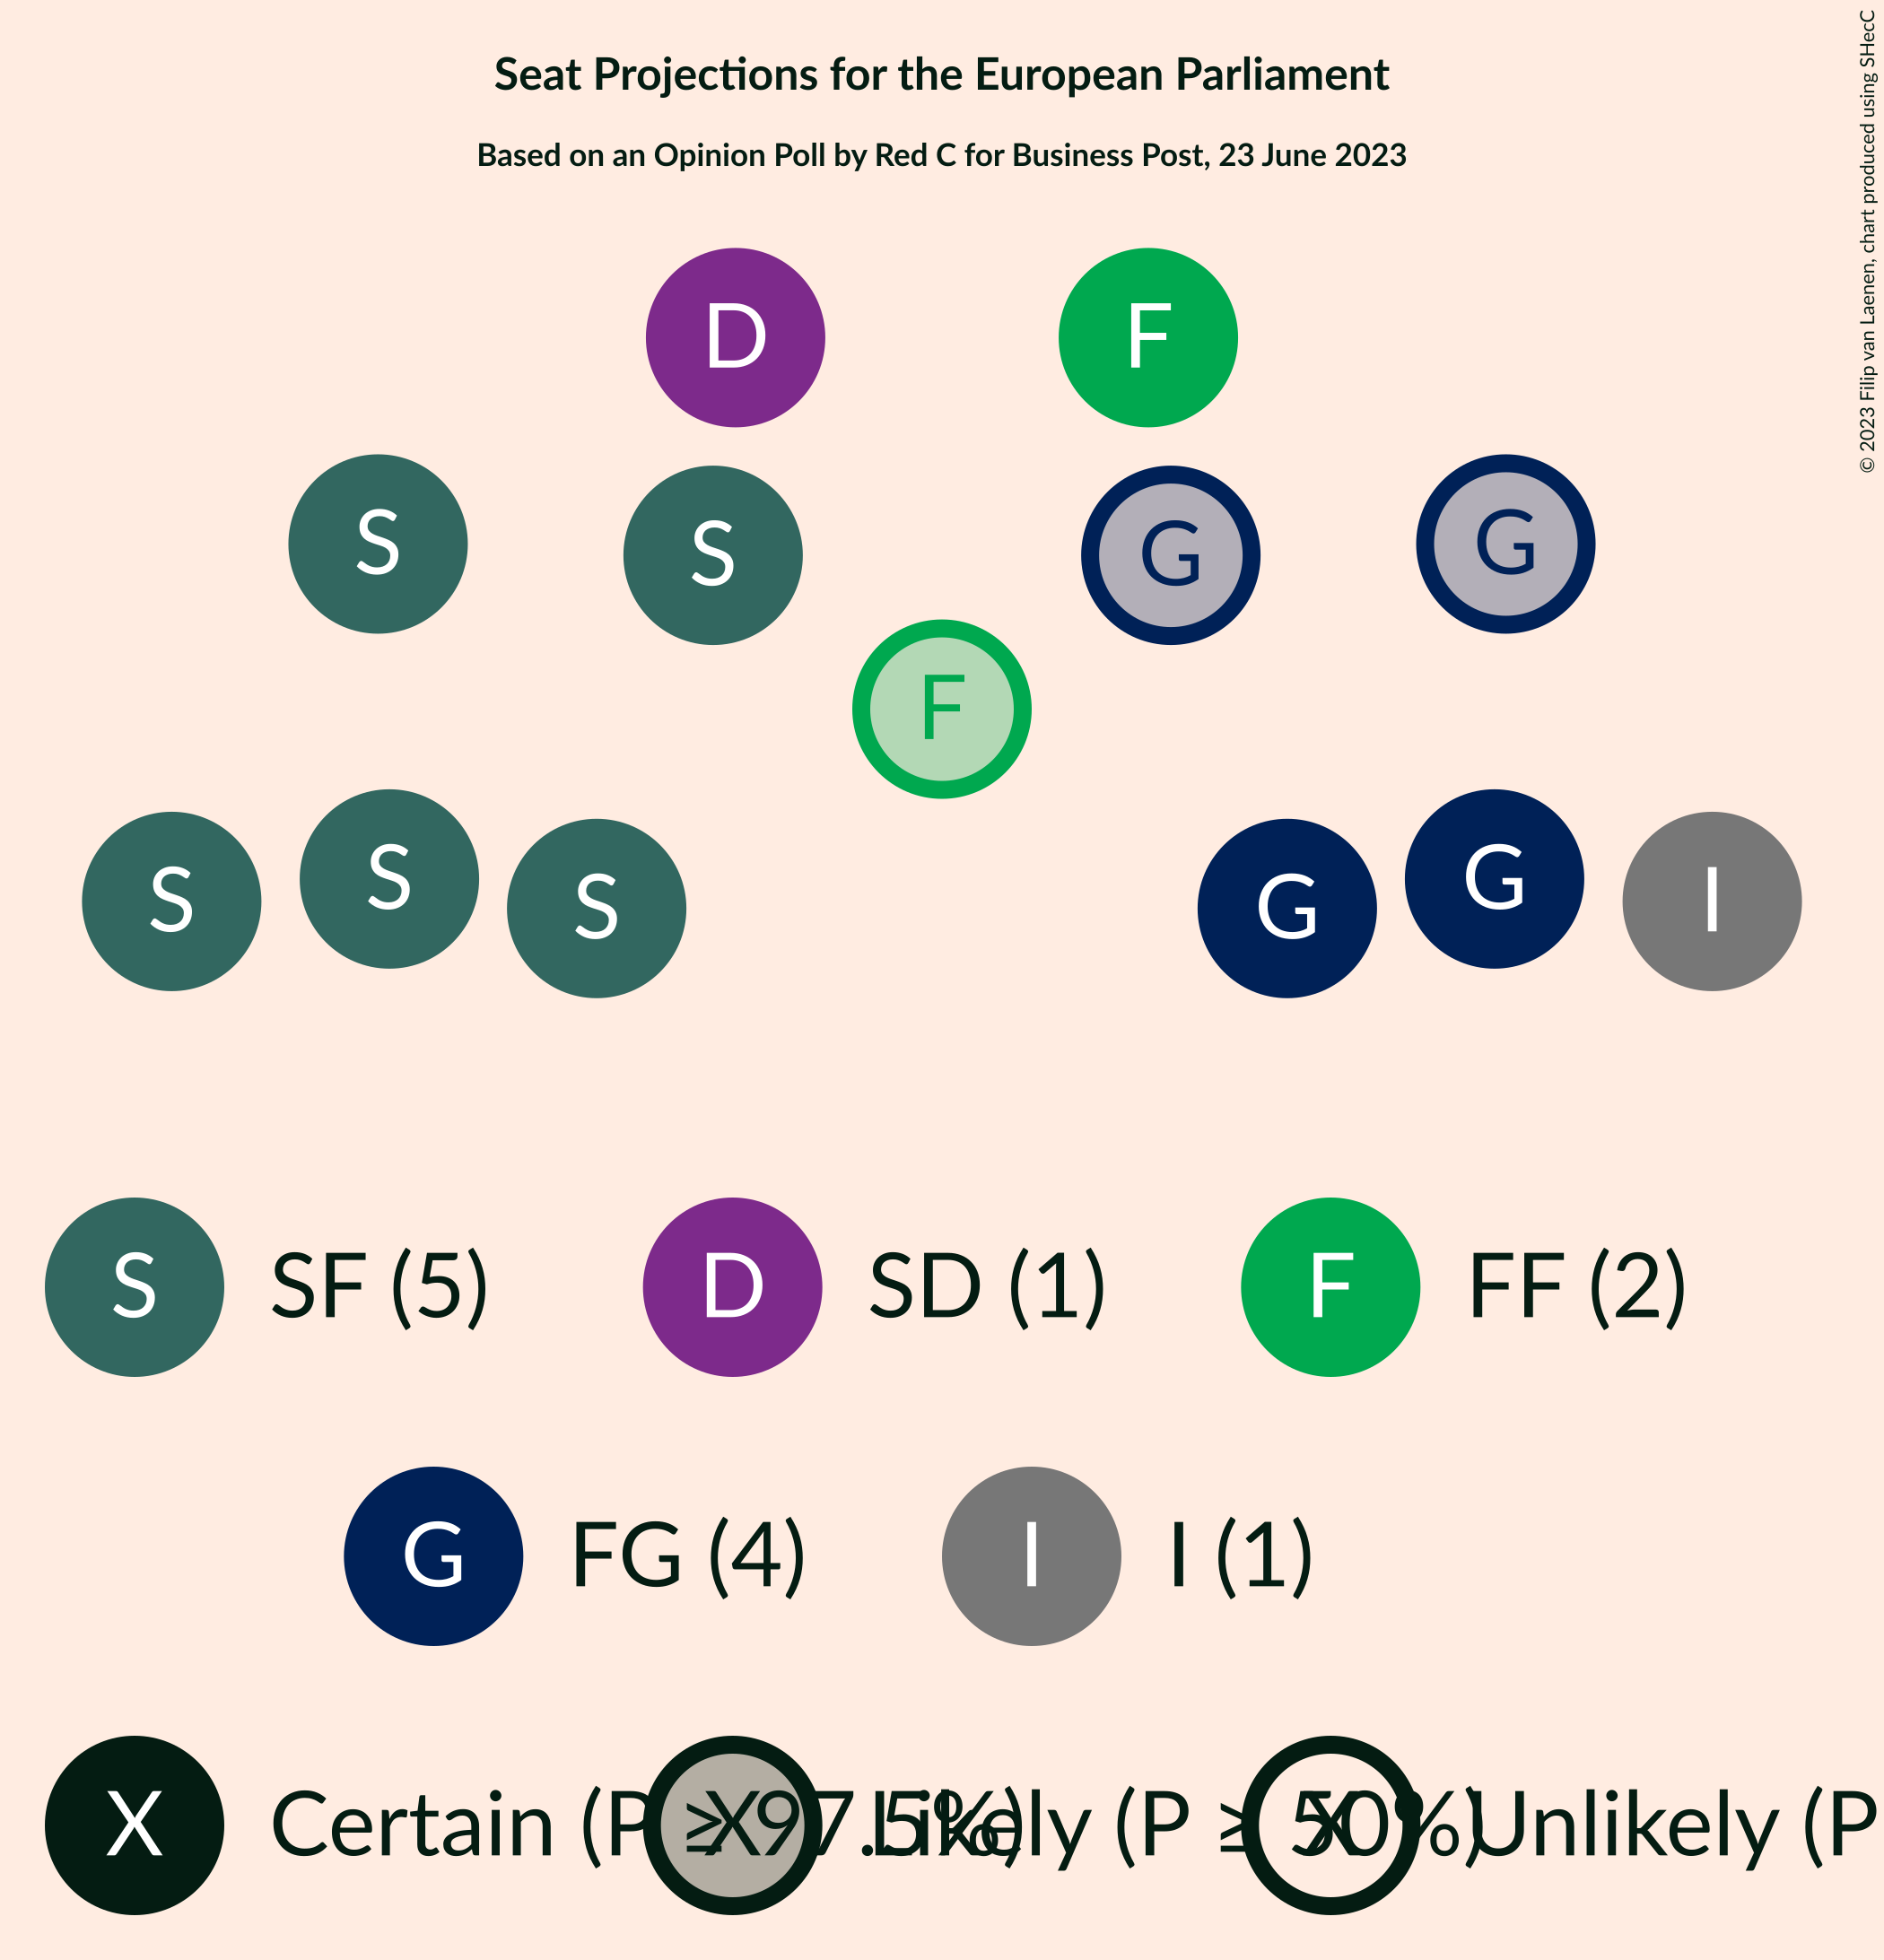 Seat Projections for the European Parliament
Based on an Opinion Poll by Red C for Business Post, 23 June 2023
© 2023 Filip van Laenen, chart produced using SHecC
D F
S S G G
F
S S S G G I
S SF (5) D SD (1) F FF (2)
G FG (4) I I (1)
X Certain (P ≥ 97.5%) X Likely (P ≥ 50%) X Unlikely (P